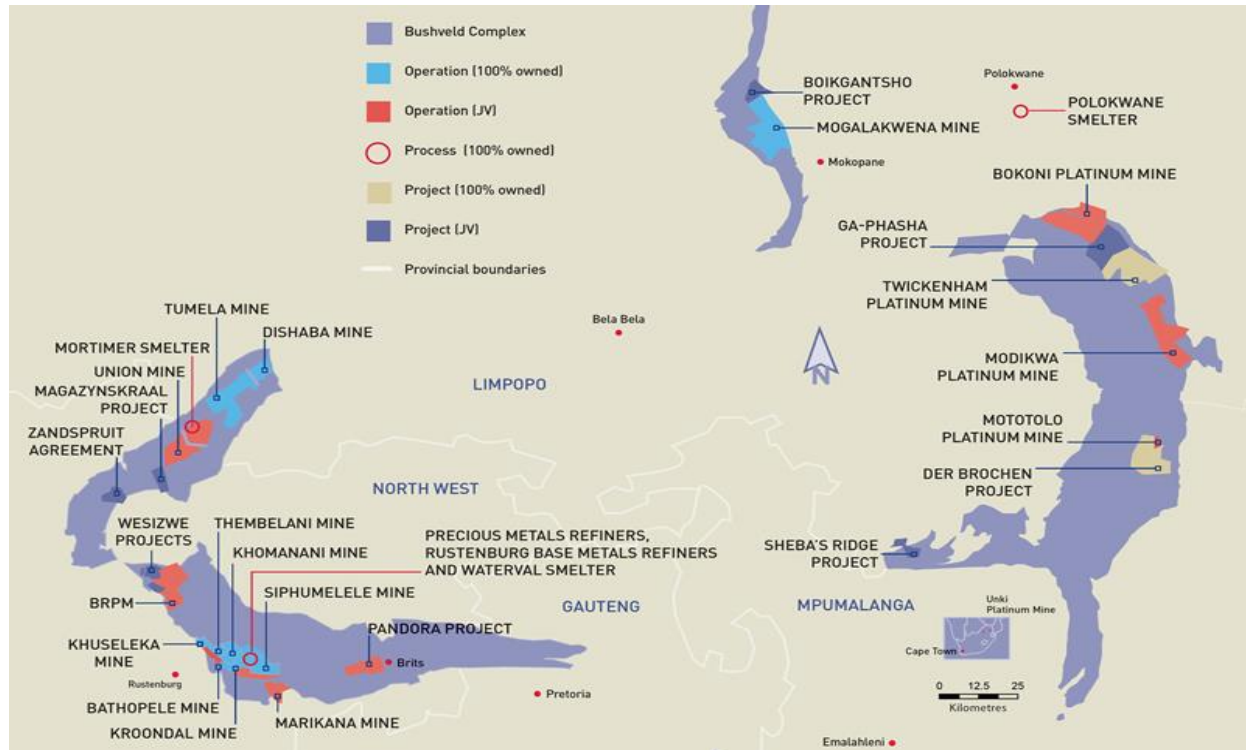 Bushveld Complex
Operation (100% owned)
Operation (JV)
Process (100% owned)
Project (100% owned)
Project (JV)
Provincial boundaries
BOIKGANTSHO
PROJECT
MOGALAKWENA MINE
Mokopane
Polokwane
POLOKWANE
SMELTER
BOKONI PLATINUM MINE
GA-PHASHA
PROJECT
TWICKENHAM
PLATINUM MINE
MODIKWA
PLATINUM MINE
MOTOTOLO
PLATINUM MINE
DER BROCHEN
PROJECT
SHEBA'S RIDGE
PROJECT
Bela Bela
N
LIMPOPO
NORTH WEST
GAUTENG
MPUMALANGA
TUMELA MINE
DISHABA MINE
MORTIMER SMELTER
UNION MINE
MAGAZYNSKRAAL
PROJECT
ZANDSPRUIT
AGREEMENT
WESIZWE
PROJECTS
THEMBELANI MINE
KHOMANANI MINE
PRECIOUS METALS REFINERS,
RUSTENBURG BASE METALS REFINERS
AND WATERVAL SMELTER
SIPHUMELELE MINE
BRPM
PANDORA PROJECT
KHUSELEKA
MINE
Brits
Rustenburg
BATHOPELE MINE
KROONDAL MINE
MARIKANA MINE
Pretoria
Unki
Platinum Mine
Cape Town
0 12.5 25
Kilometres
Emalahleni